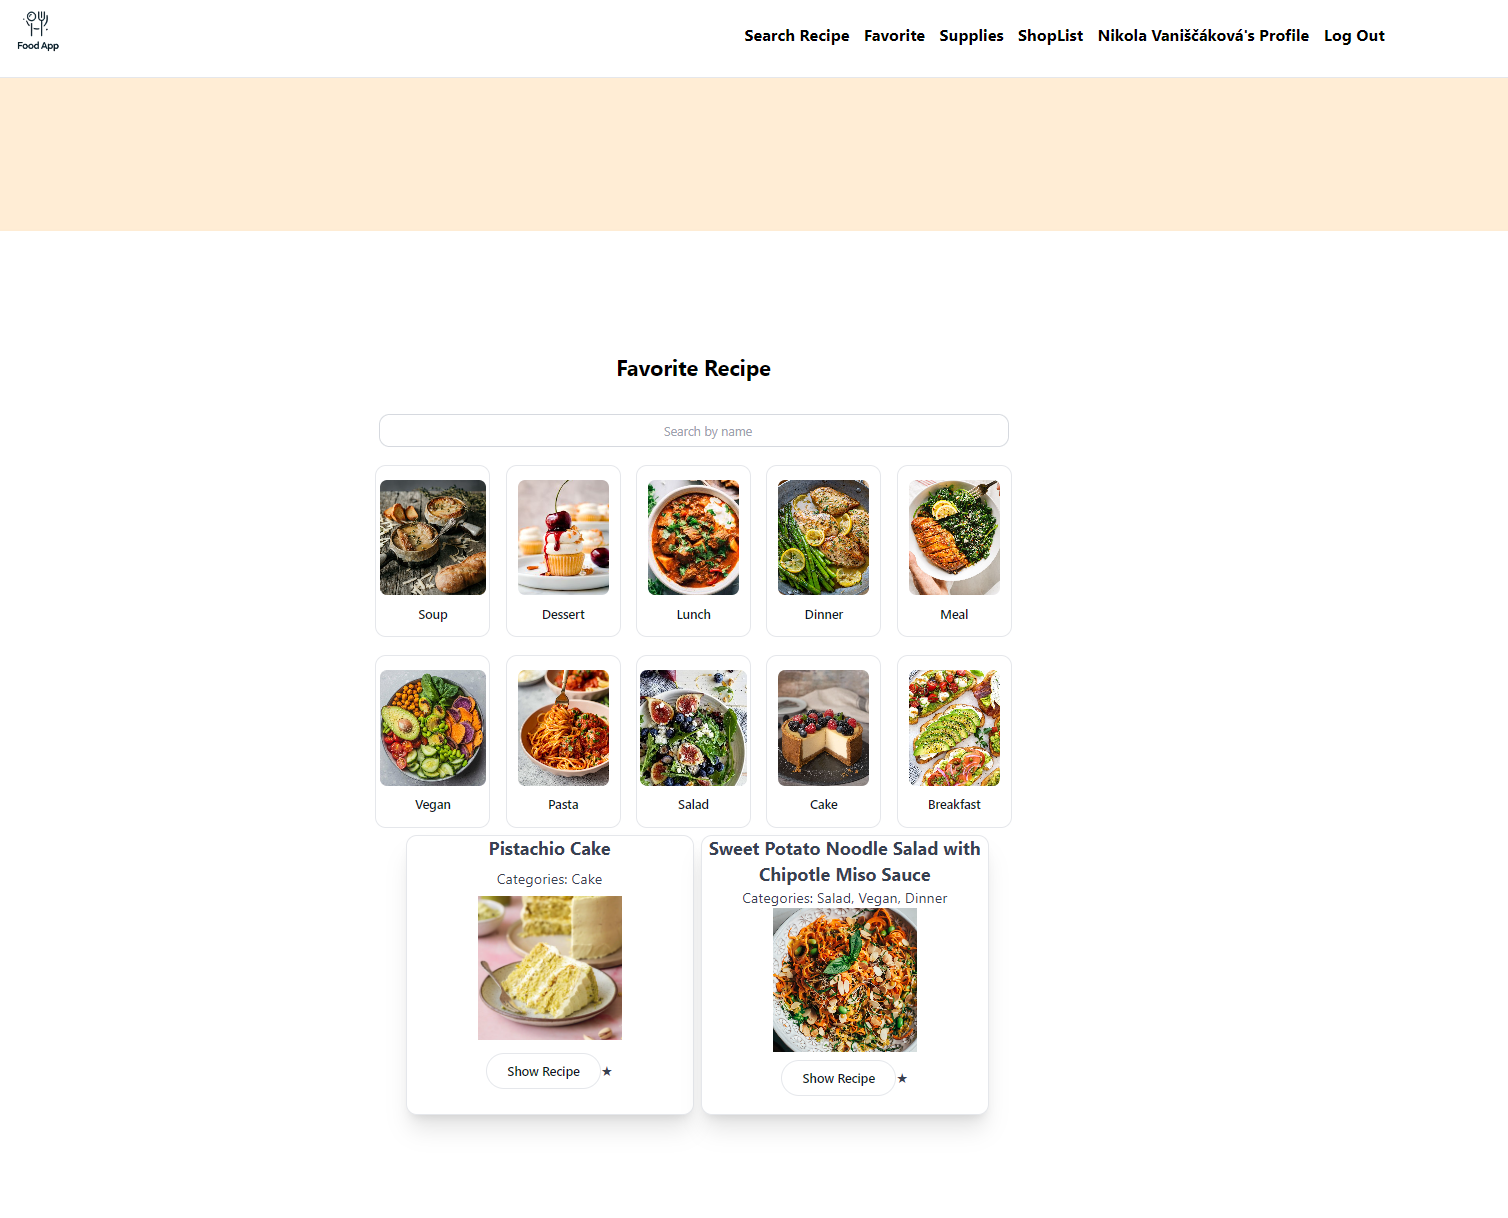 Food App
Search Recipe Favorite Supplies ShopList Nikola Vaniščáková's Profile Log Out
Favorite Recipe
Search by name
Soup Dessert Lunch Dinner Meal
Vegan Pasta Salad Cake Breakfast
Pistachio Cake
Categories: Cake
Show Recipe ★
Sweet Potato Noodle Salad with
Chipotle Miso Sauce
Categories: Salad, Vegan, Dinner
Show Recipe ★